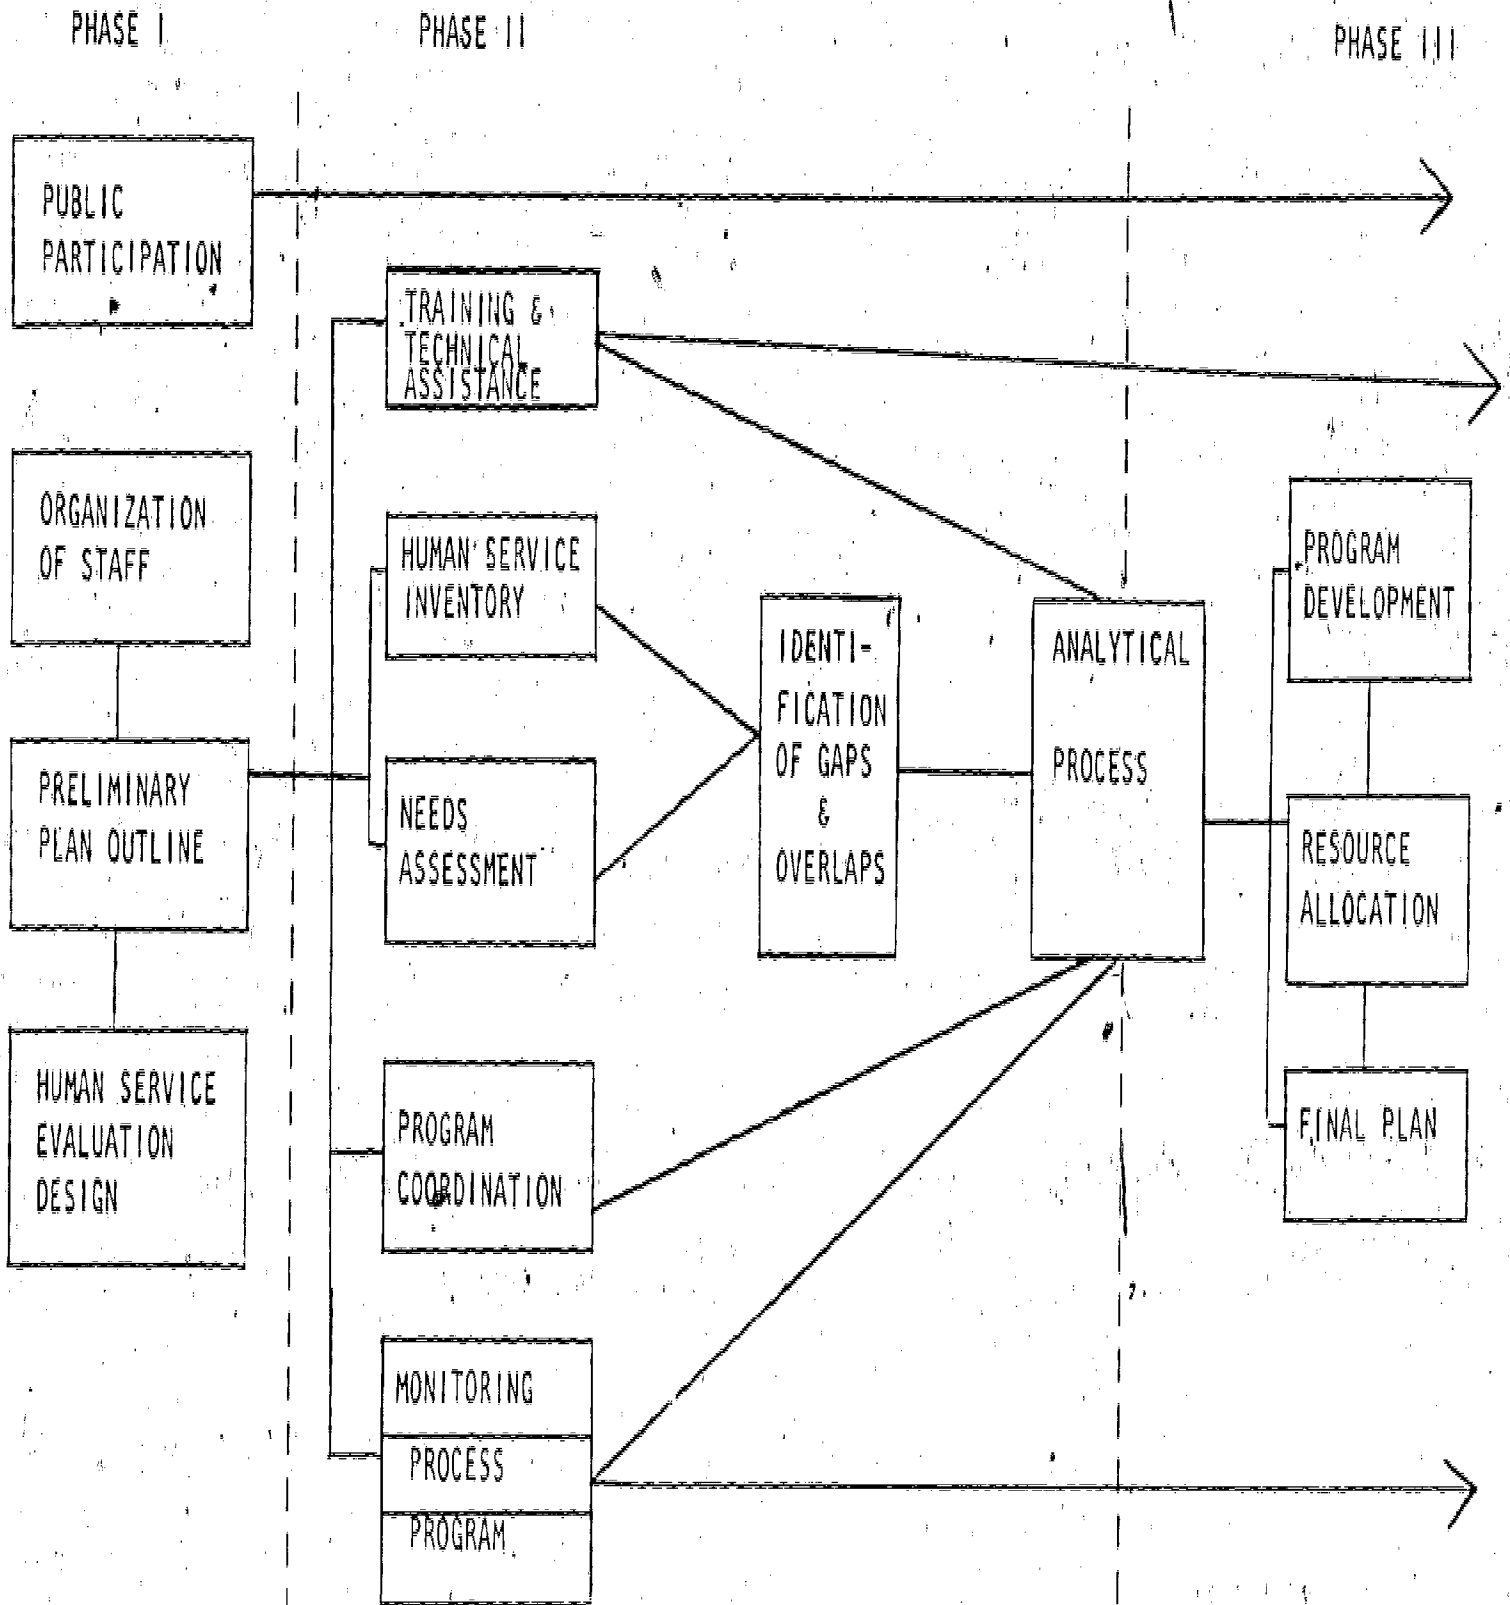 PHASE I
PHASE II
PHASE III
PUBLIC
PARTICIPATION
ORGANIZATION
OF STAFF
PRELIMINARY
PLAN OUTLINE
HUMAN SERVICE
EVALUATION
DESIGN
TRAINING &
TECHNICAL
ASSISTANCE
HUMAN SERVICE
INVENTORY
NEEDS
ASSESSMENT
PROGRAM
COORDINATION
MONITORING
PROCESS
PROGRAM
IDENTI-
FICATION
OF GAPS
&
OVERLAPS
ANALYTICAL
PROCESS
PROGRAM
DEVELOPMENT
RESOURCE
ALLOCATION
FINAL PLAN